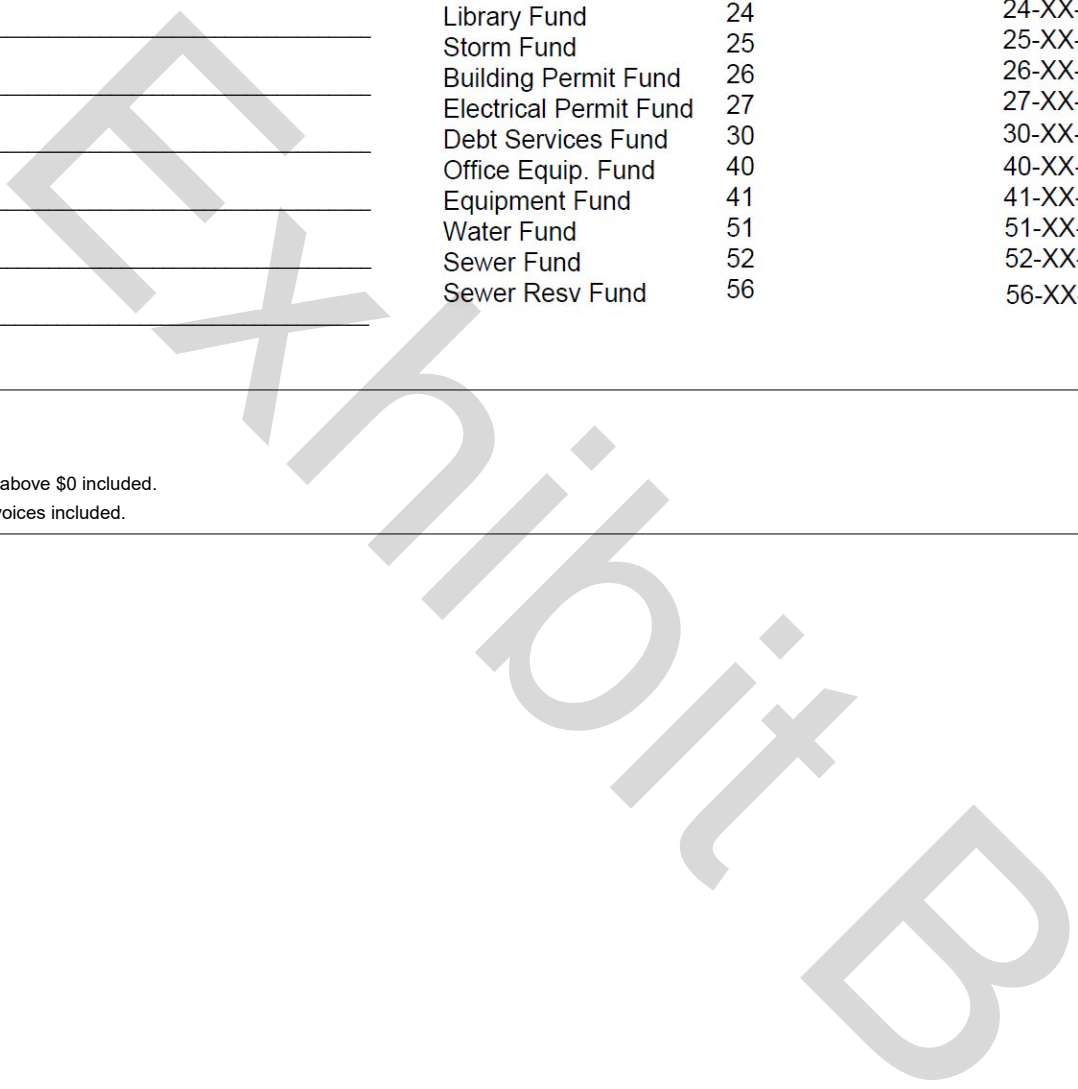 Library Fund 24 24-XX-
Storm Fund 25 25-XX-
Building Permit Fund 26 26-XX-
Electrical Permit Fund 27 27-XX-
Debt Services Fund 30 30-XX-
Office Equip. Fund 40 40-XX-
Equipment Fund 41 41-XX-
Water Fund 51 51-XX-
Sewer Fund 52 52-XX-
Sewer Resv Fund 56 56-XX-
above $0 included.
voices included.
Exhibit B